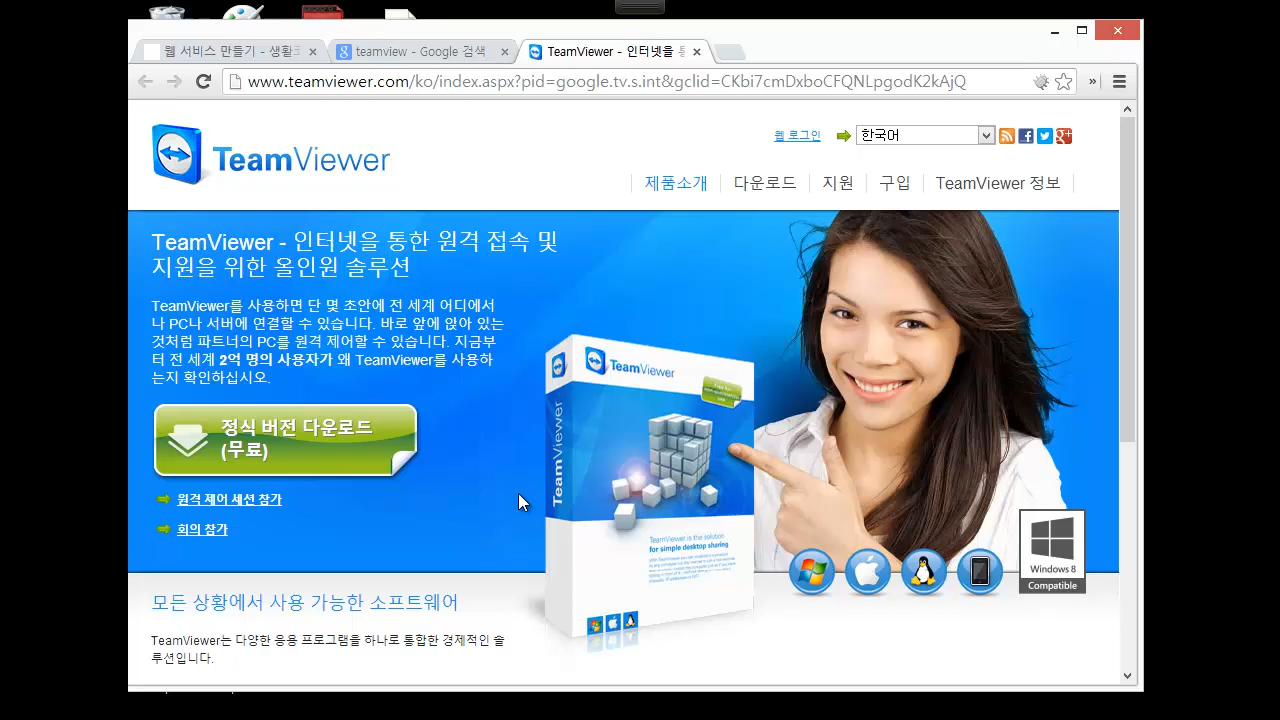 웹 서비스 만들기 - 생활코
teamview - Google 검색
TeamViewer - 인터넷을 통
www.teamviewer.com/ko/index.aspx?pid=google.tv.s.int&gclid=CKbi7cmDxboCFQNLpgodK2kAjQ
TeamViewer
웹 로그인
한국어
제품소개
다운로드
지원
구입
TeamViewer 정보
TeamViewer - 인터넷을 통한 원격 접속 및
지원을 위한 올인원 솔루션
TeamViewer를 사용하면 단 몇 초안에 전 세계 어디에서
나 PC나 서버에 연결할 수 있습니다. 바로 앞에 앉아 있는
것처럼 파트너의 PC를 원격 제어할 수 있습니다. 지금부
터 전 세계 2억 명의 사용자가 왜 TeamViewer를 사용하
는지 확인하십시오.
정식 버전 다운로드
(무료)
원격 제어 세션 참가
회의 참가
TeamViewer
TeamViewer
TeamViewer is the solution
for simple desktop sharing
Windows 8
Compatible
모든 상황에서 사용 가능한 소프트웨어
TeamViewer는 다양한 응용 프로그램을 하나로 통합한 경제적인 솔
루션입니다.